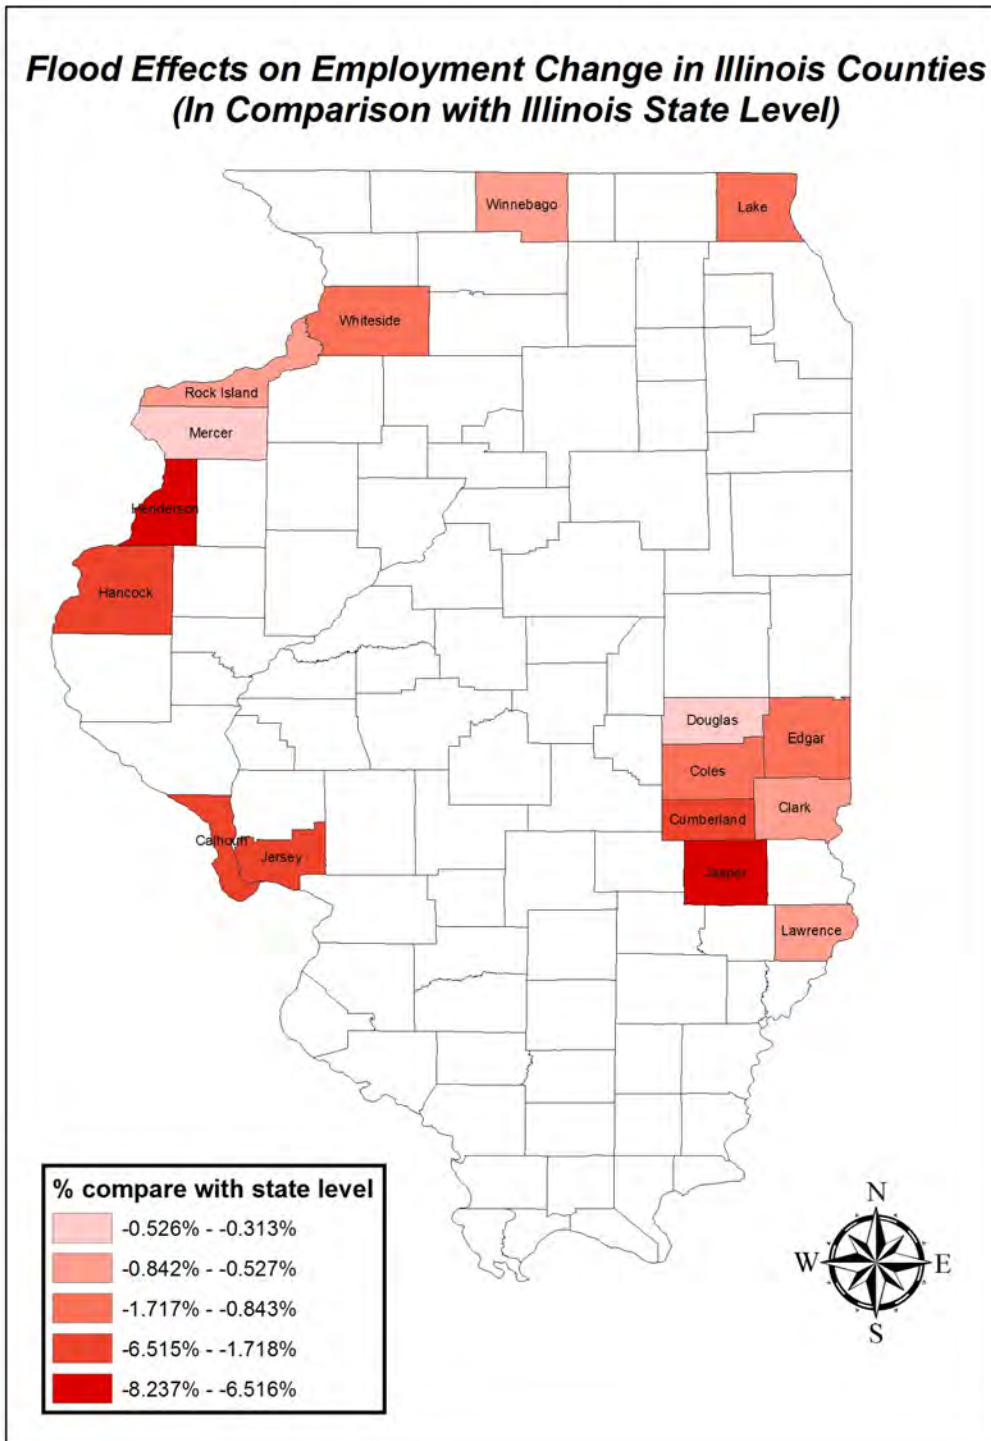 Flood Effects on Employment Change in Illinois Counties
(In Comparison with Illinois State Level)
Winnebago
Lake
Whiteside
Rock Island
Mercer
Henderson
Hancock
Douglas
Edgar
Coles
Clark
Cumberland
Calhoun
Jersey
Jasper
Lawrence
% compare with state level
-0.526% - -0.313%
-0.842% - -0.527%
-1.717% - -0.843%
-6.515% - -1.718%
-8.237% - -6.516%
N
W E
S